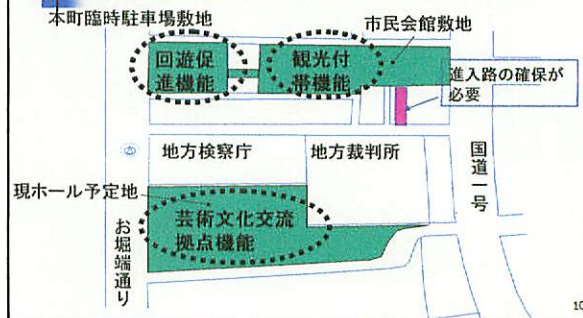 本町臨時駐車場敷地
市民会館敷地
回遊促
進機能
観光付
帯機能
進入路の確保が
必要
地方検察庁
地方裁判所
国道一号
現ホール予定地
芸術文化交流
拠点機能
お堀端通り
10